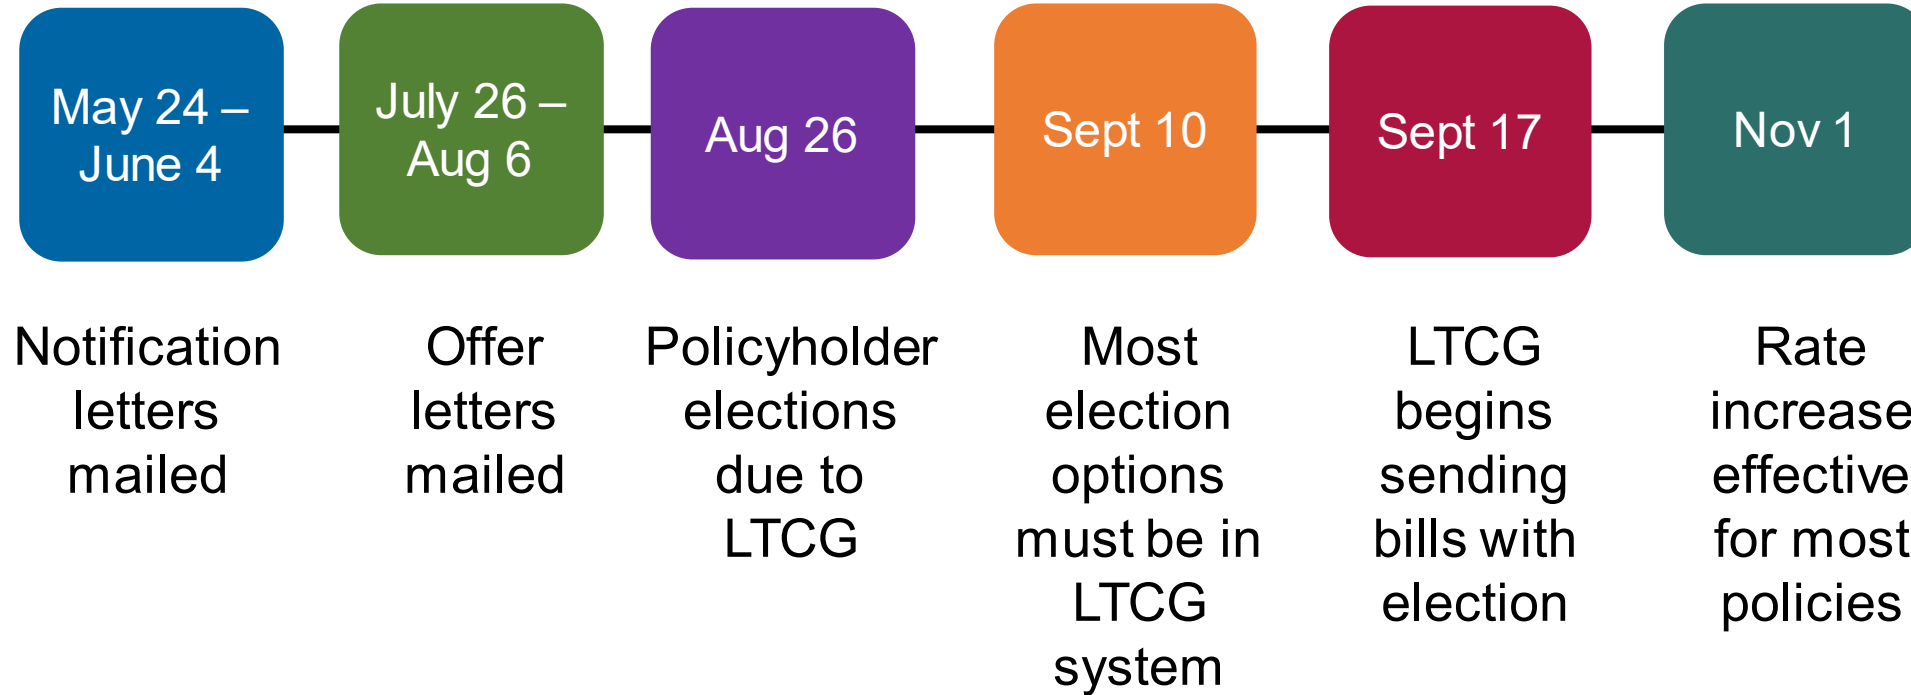 May 24 –
June 4
July 26 –
Aug 6
Aug 26
Sept 10
Sept 17
Nov 1
Notification
letters
mailed
Offer
letters
mailed
Policyholder
elections
due to
LTCG
Most
election
options
must be in
LTCG
system
LTCG
begins
sending
bills with
election
Rate
increase
effective
for most
policies